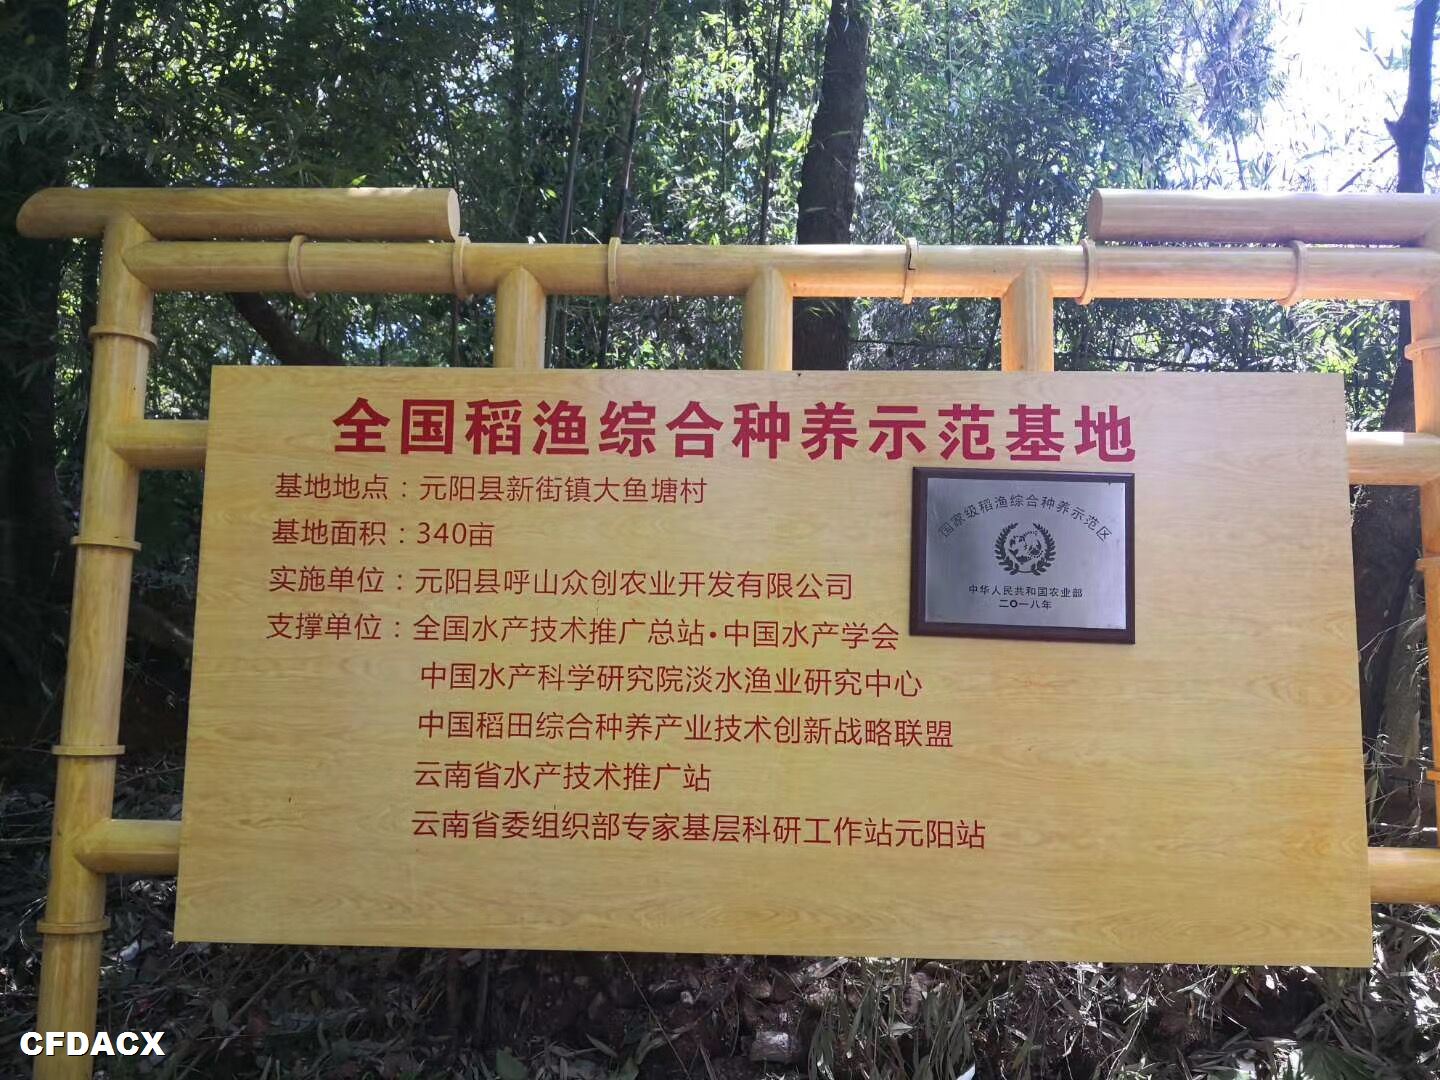 全国稻渔综合种养示范基地
基地地点：元阳县新街镇大鱼塘村
基地面积：340亩
实施单位：元阳县呼山众创农业开发有限公司
支撑单位：全国水产技术推广总站·中国水产学会
中国水产科学研究院淡水渔业研究中心
中国稻田综合种养产业技术创新战略联盟
云南省水产技术推广站
云南省委组织部专家基层科研工作站元阳站
国家级稻渔综合种养示范区
中华人民共和国农业部
二〇一八年
CFDACX